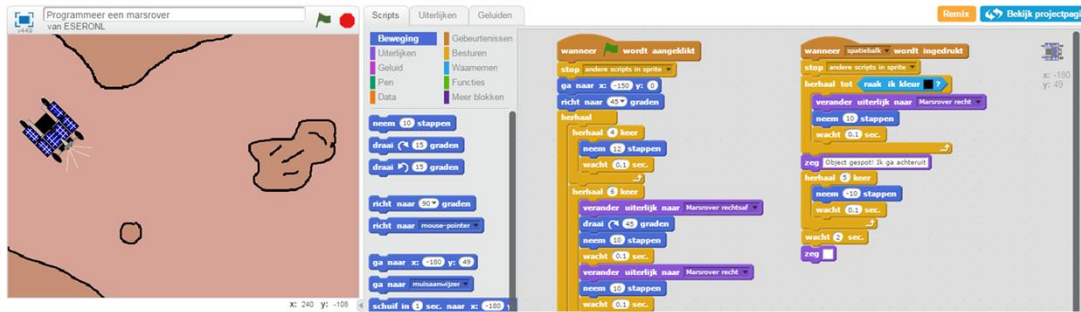 Programmeer een marsrover
van ESERONL
v449
x: 240 y: -108
Scripts Uiterlijken Geluiden
Beweging Gebeurtenissen
Uiterlijken Besturen
Geluid Waarnemen
Pen Functies
Data Meer blokken
neem 10 stappen
draai 15 graden
draai 15 graden
richt naar 90 graden
richt naar mouse-pointer
ga naar x: -180 y: 49
ga naar muisaanwijzer
schuif in 1 sec. naar x: -180
Remix Bekijk projectpagi
wanneer wordt aangeklikt
stop andere scripts in sprite
ga naar x: -150 y: 0
richt naar 45 graden
herhaal
herhaal 4 keer
neem 12 stappen
wacht 0.1 sec.
herhaal 6 keer
verander uiterlijk naar Marsrover rechtsaf
draai 45 graden
neem 10 stappen
wacht 0.1 sec.
verander uiterlijk naar Marsrover recht
neem 10 stappen
wacht 0.1 sec.
wanneer spatiebalk wordt ingedrukt
stop andere scripts in sprite
herhaal tot raak ik kleur ?
verander uiterlijk naar Marsrover recht
neem 10 stappen
wacht 0.1 sec.
zeg Object gespot! Ik ga achteruit
herhaal 5 keer
neem -10 stappen
wacht 0.1 sec.
wacht 2 sec.
zeg
x: -180
y: 49